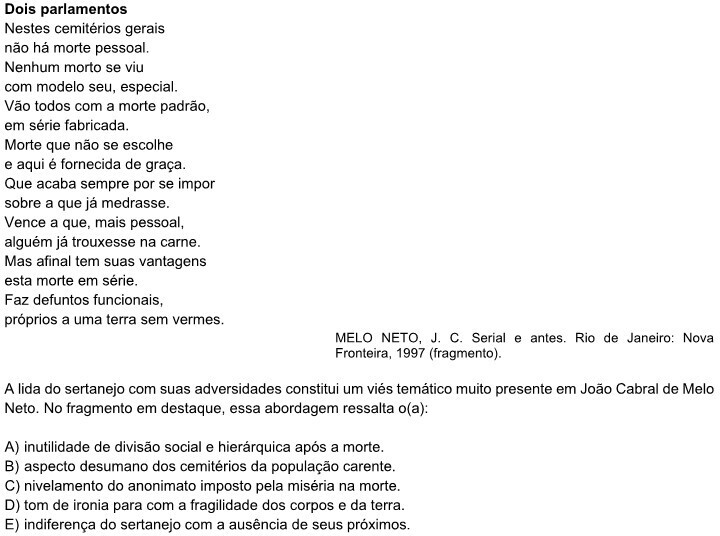 Dois parlamentos
Nestes cemitérios gerais
não há morte pessoal.
Nenhum morto se viu
com modelo seu, especial.
Vão todos com a morte padrão,
em série fabricada.
Morte que não se escolhe
e aqui é fornecida de graça.
Que acaba sempre por se impor
sobre a que já medrasse.
Vence a que, mais pessoal,
alguém já trouxesse na carne.
Mas afinal tem suas vantagens
esta morte em série.
Faz defuntos funcionais,
próprios a uma terra sem vermes.
MELO NETO, J. C. Serial e antes. Rio de Janeiro: Nova
Fronteira, 1997 (fragmento).
A lida do sertanejo com suas adversidades constitui um viés temático muito presente em João Cabral de Melo
Neto. No fragmento em destaque, essa abordagem ressalta o(a):
A) inutilidade de divisão social e hierárquica após a morte.
B) aspecto desumano dos cemitérios da população carente.
C) nivelamento do anonimato imposto pela miséria na morte.
D) tom de ironia para com a fragilidade dos corpos e da terra.
E) indiferença do sertanejo com a ausência de seus próximos.